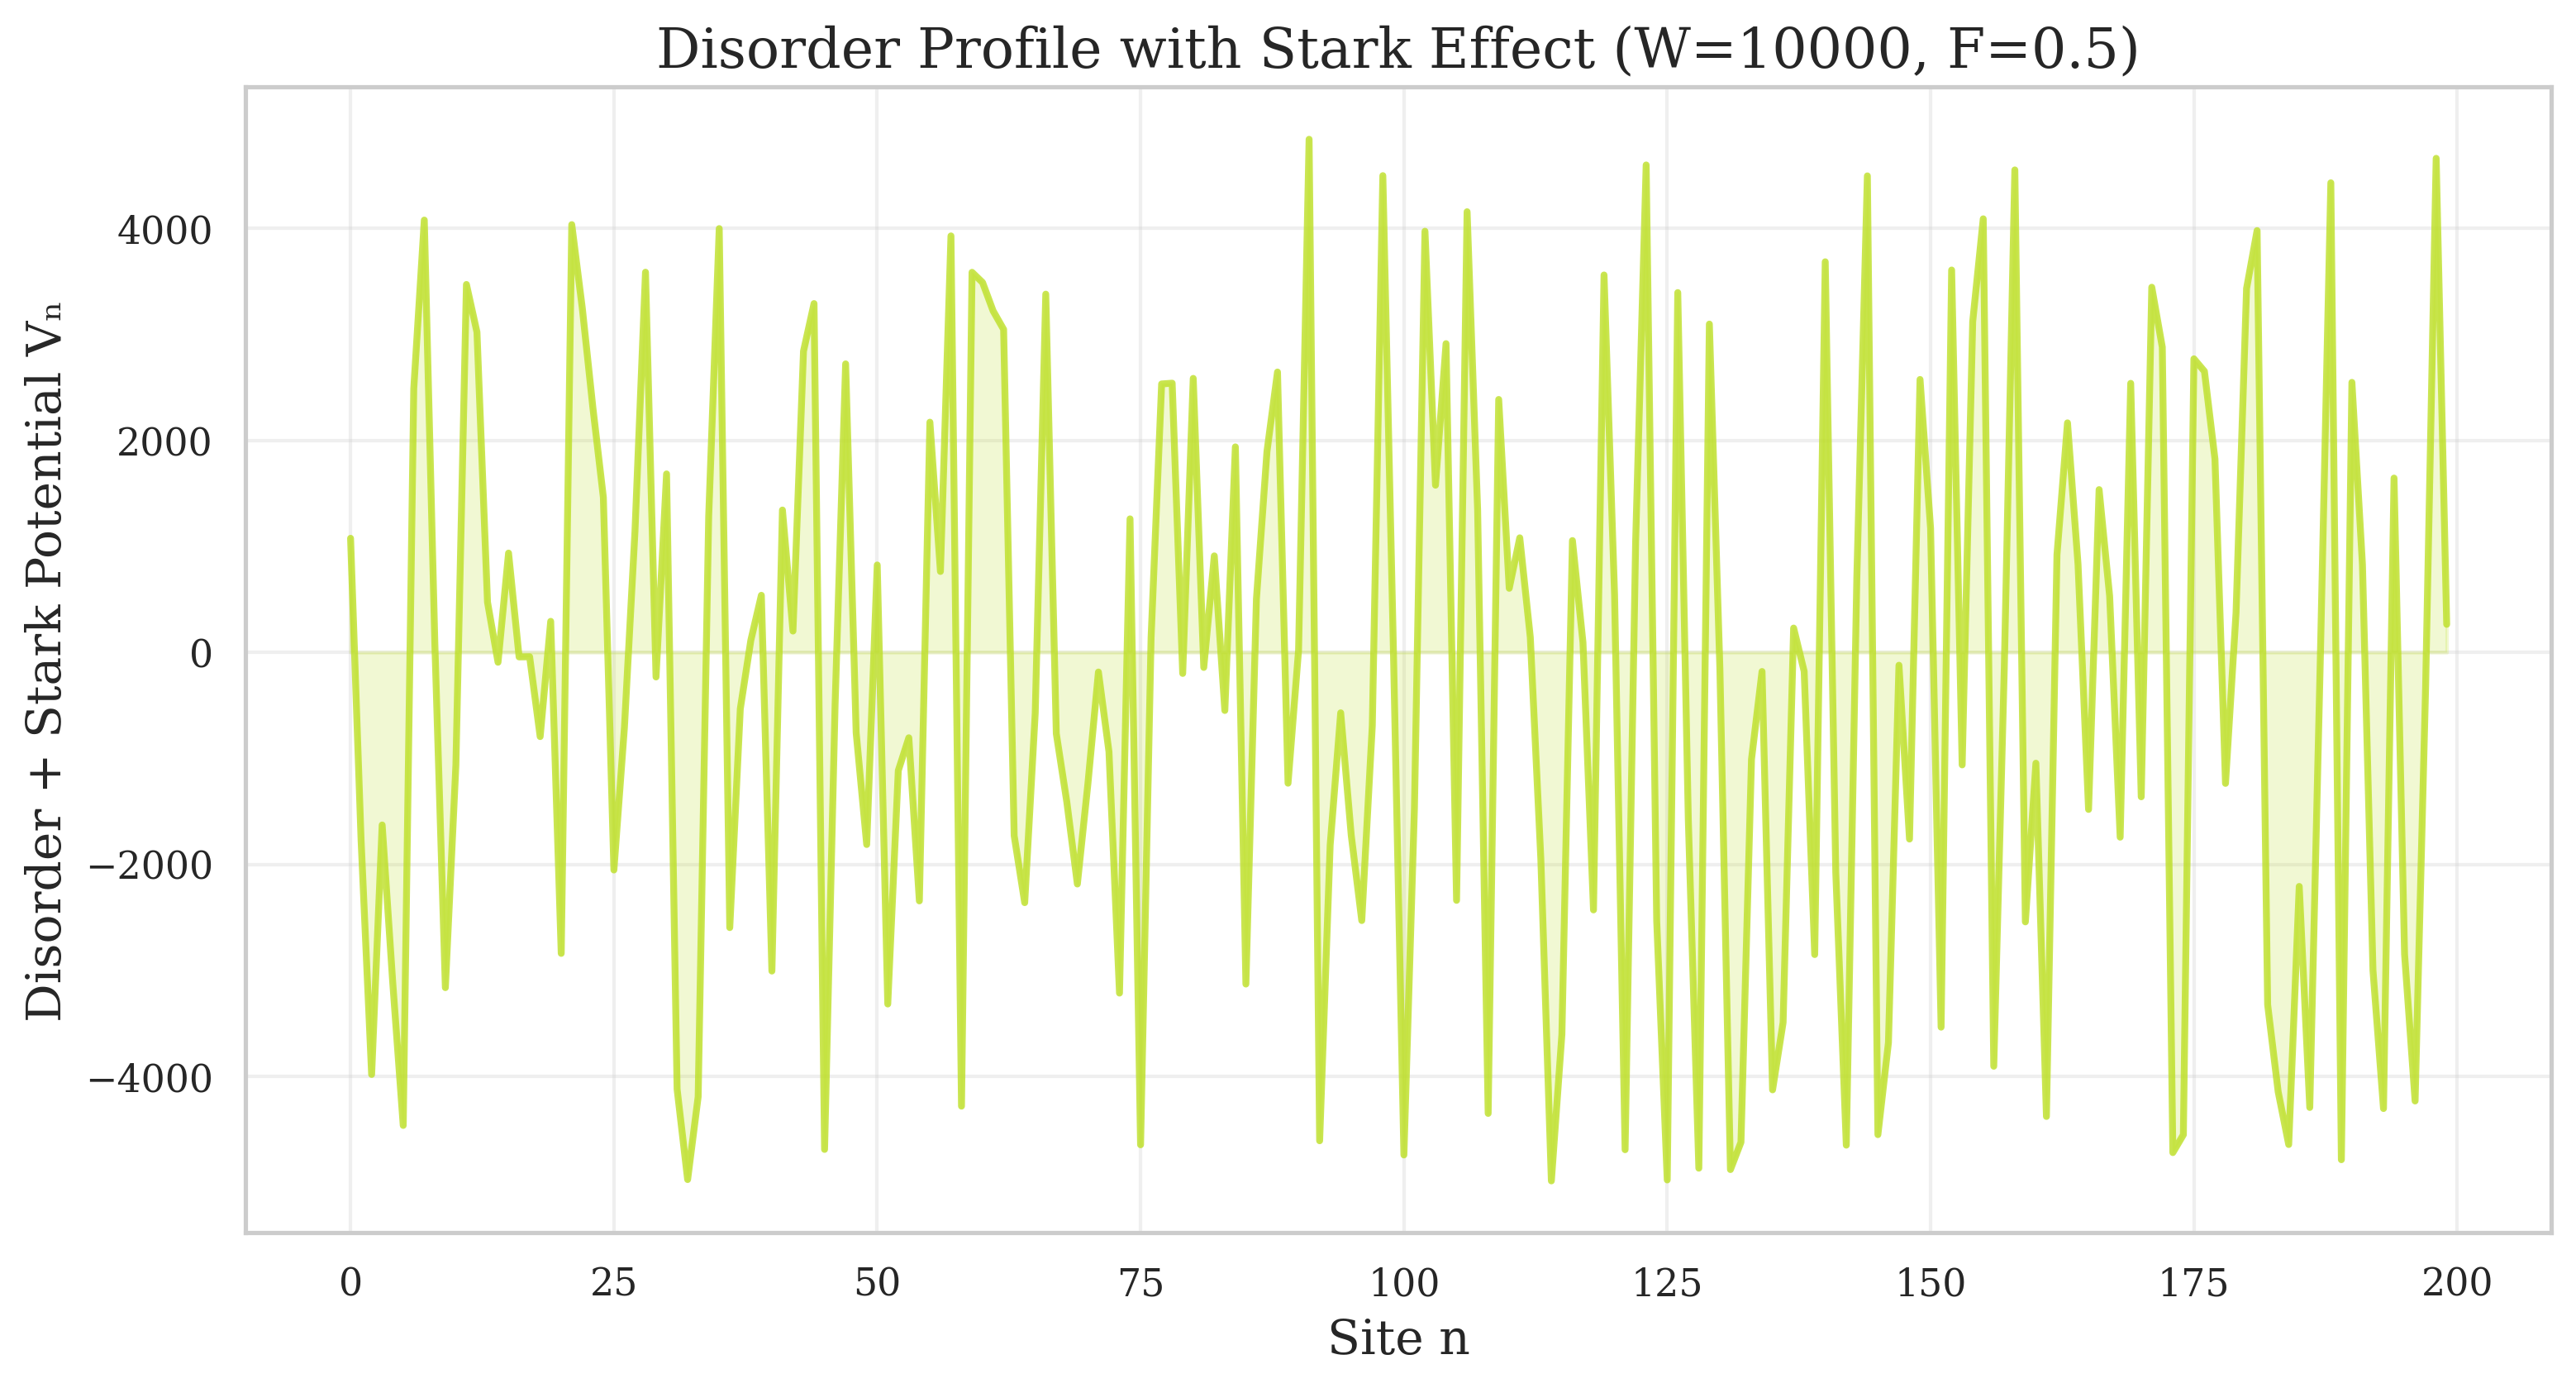 Disorder Profile with Stark Effect (W=10000, F=0.5)
Disorder + Stark Potential Vₙ
4000
2000
0
−2000
−4000
0 25 50 75 100 125 150 175 200
Site n